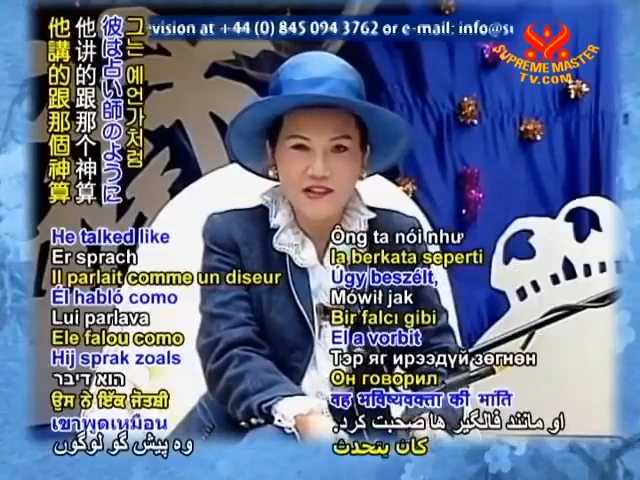 evision at +44 (0) 845 094 3762 or e-mail: info@su
SUPREME MASTER
TV.COM
그는 예언가처럼
彼は占い師のように
他讲的跟那个神算
他講的跟那個神算
He talked like
Er sprach
Il parlait comme un diseur
Él habló como
Lui parlava
Ele falou como
Hij sprak zoals
הוא דיבר
ਉਸ ਨੇ ਇੱਕ ਜੋਤਸ਼ੀ
เขาพูดเหมือน
وه پیش گو لوگوں
Ông ta nói như
Ia berkata seperti
Úgy beszélt,
Mówił jak
Bir falcı gibi
El a vorbit
Тэр яг ирээдүй зөгнөн
Он говорил
वह भविष्यवक्ता की भांति
او مانند فالگیر ها صحبت کرد.
كان يتحدث